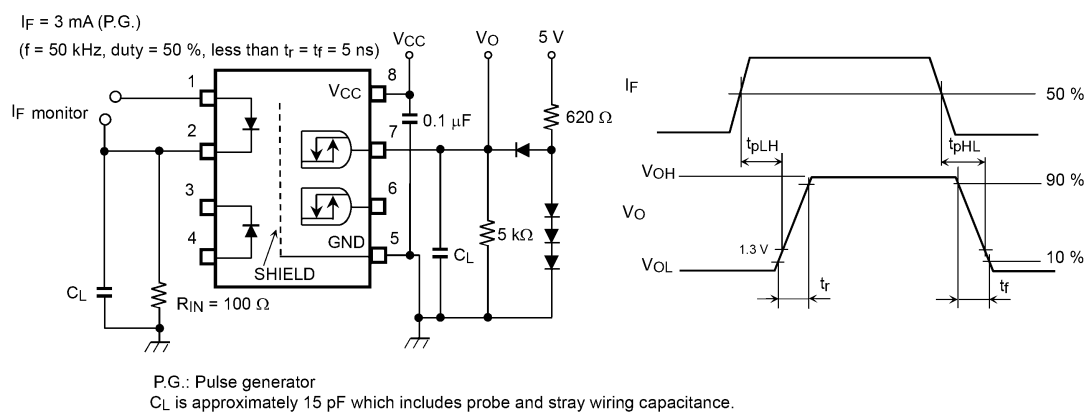 IF = 3 mA (P.G.)
(f = 50 kHz, duty = 50 %, less than tr = tf = 5 ns)
IF monitor
1
2
3
4
VCC
GND
SHIELD
8
7
6
5
VCC
VO
5 V
0.1 μF
620 Ω
5 kΩ
CL
CL
RIN = 100 Ω
IF
50 %
tpLH
tpHL
VOH
90 %
VO
1.3 V
VOL
10 %
tr
tf
P.G.: Pulse generator
CL is approximately 15 pF which includes probe and stray wiring capacitance.